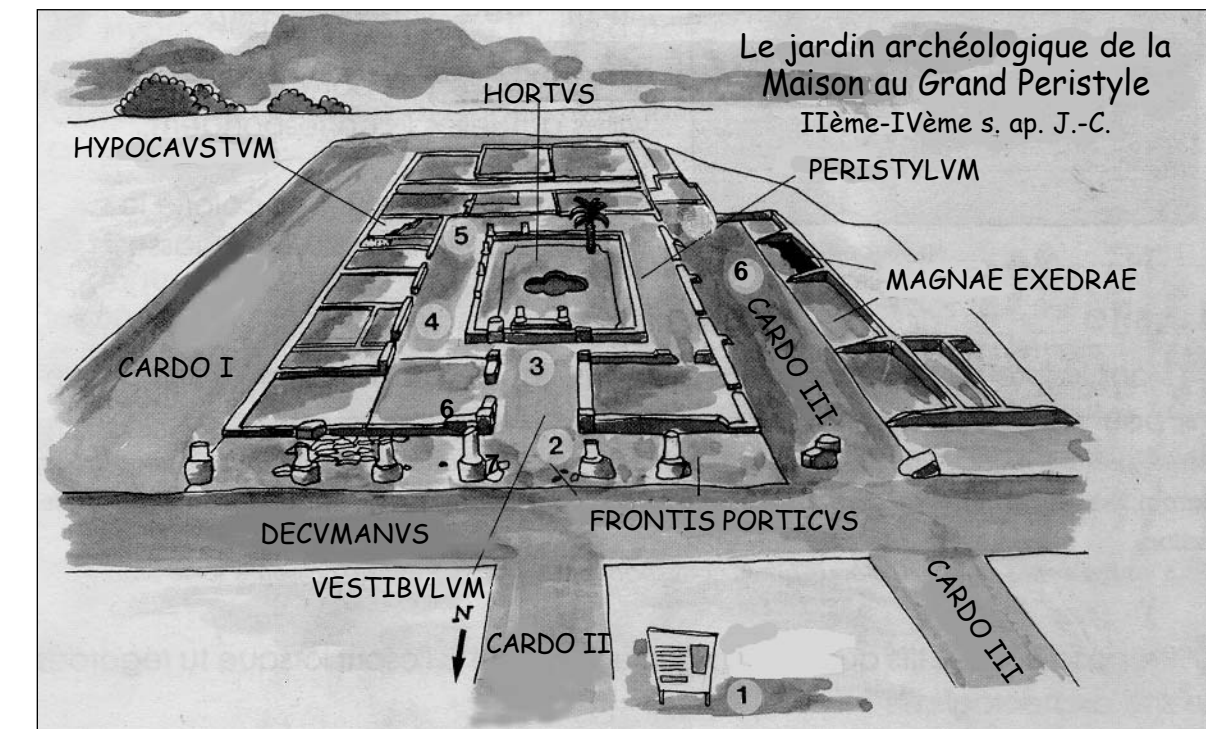 Le jardin archéologique de la
Maison au Grand Peristyle
IIème-IVème s. ap. J.-C.
HORTVS
HYPOCAVSTVM
PERISTYLVM
5
6
MAGNAE EXEDRAE
4
CARDO I
3
CARDO III
6
2
7
FRONTIS PORTICVS
DECVMANVS
VESTIBVLVM
N
CARDO II
CARDO III
1